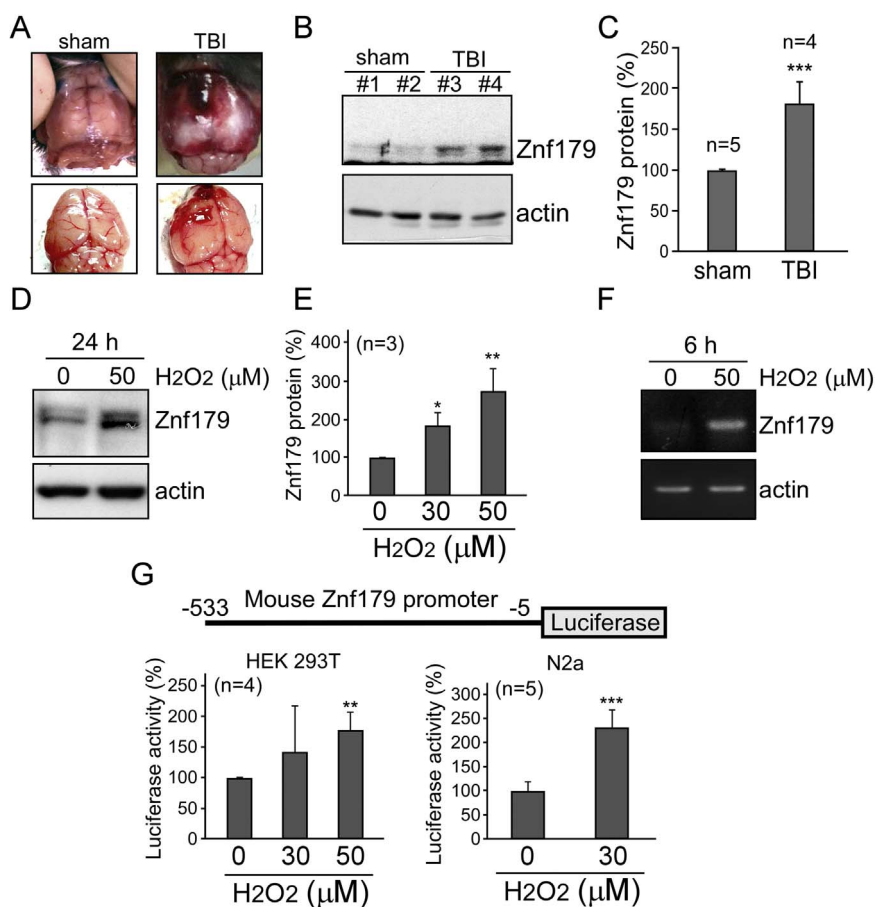 A
sham
TBI
B
sham TBI
#1 #2 #3 #4
Znf179
actin
C
Znf179 protein (%)
250
200
150
100
50
0
n=5
n=4
***
sham TBI
D
24 h
0 50 H2O2 (μM)
Znf179
actin
E
Znf179 protein (%)
400
300
200
100
0
(n=3)
*
**
0 30 50
H2O2 (μM)
F
6 h
0 50 H2O2 (μM)
Znf179
actin
G
-533 Mouse Znf179 promoter -5
Luciferase
HEK 293T
Luciferase activity (%)
250
200
150
100
50
0
(n=4)
**
0 30 50
H2O2 (μM)
N2a
Luciferase activity (%)
300
250
200
150
100
50
0
(n=5)
***
0 30
H2O2 (μM)